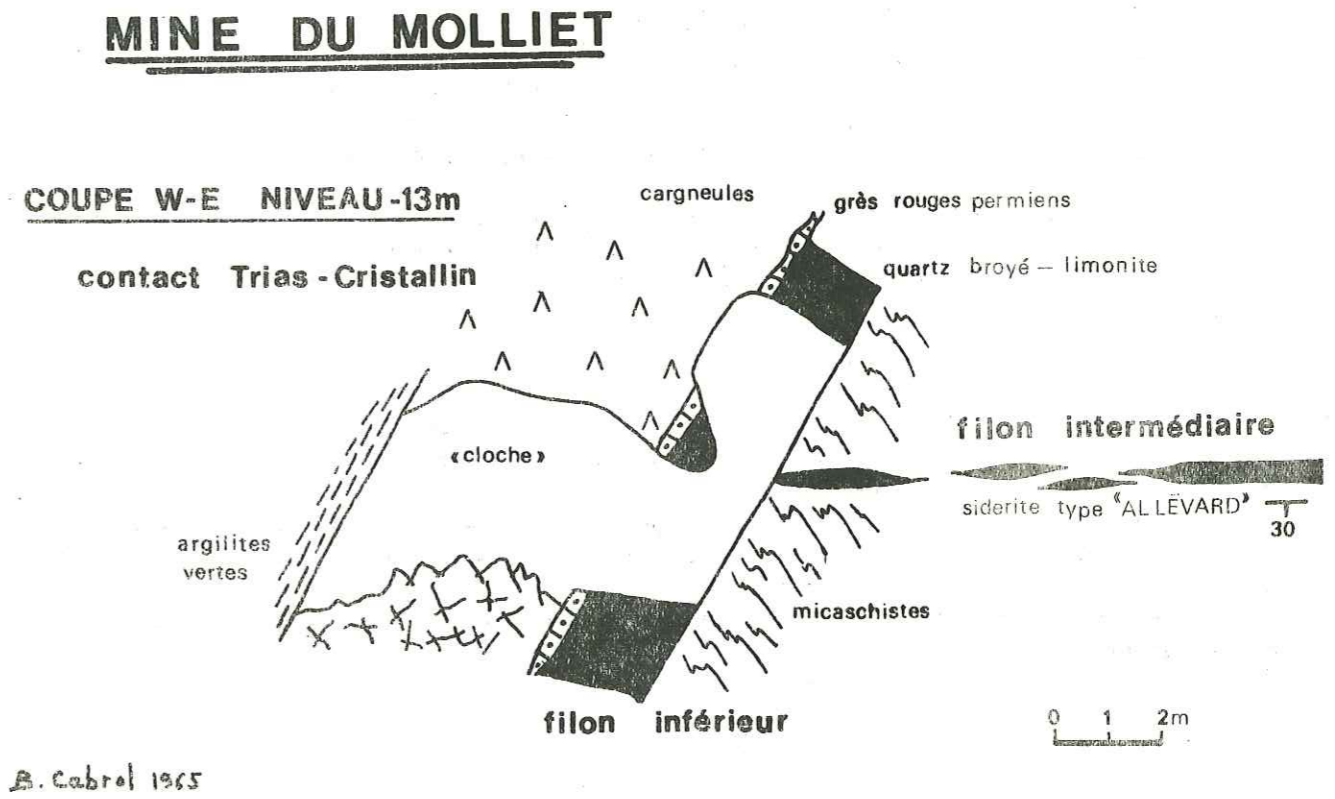 MINE DU MOLLIET
COUPE W-E NIVEAU -13m
contact Trias - Cristallin
cargneules
grès rouges permiens
quartz broyé – limonite
«cloche»
filon intermédiaire
siderite type "ALLËVARD"
30
argilites
vertes
micaschistes
filon inférieur
0 1 2m
B. Cabrol 1965